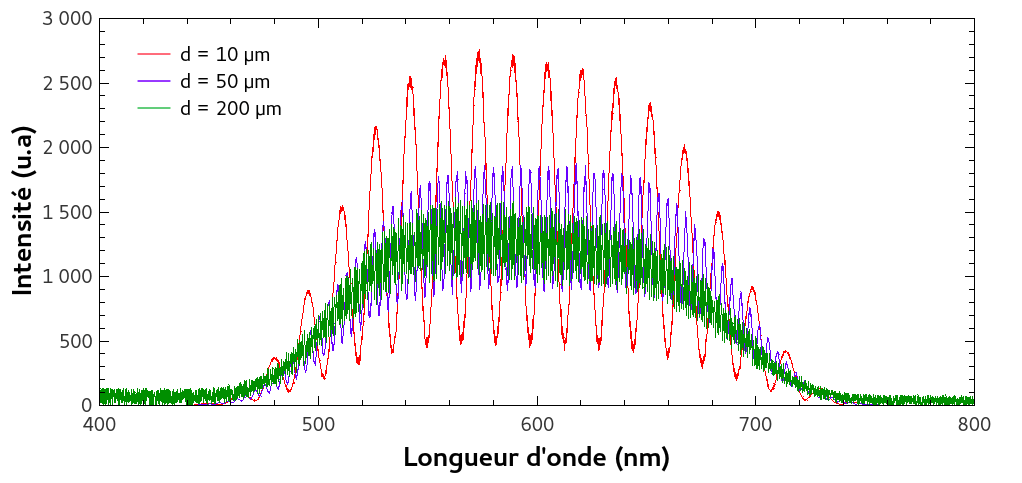 3 000
2 500
2 000
1 500
1 000
500
0
d = 10 µm
d = 50 µm
d = 200 µm
Intensité (u.a)
400 500 600 700 800
Longueur d'onde (nm)